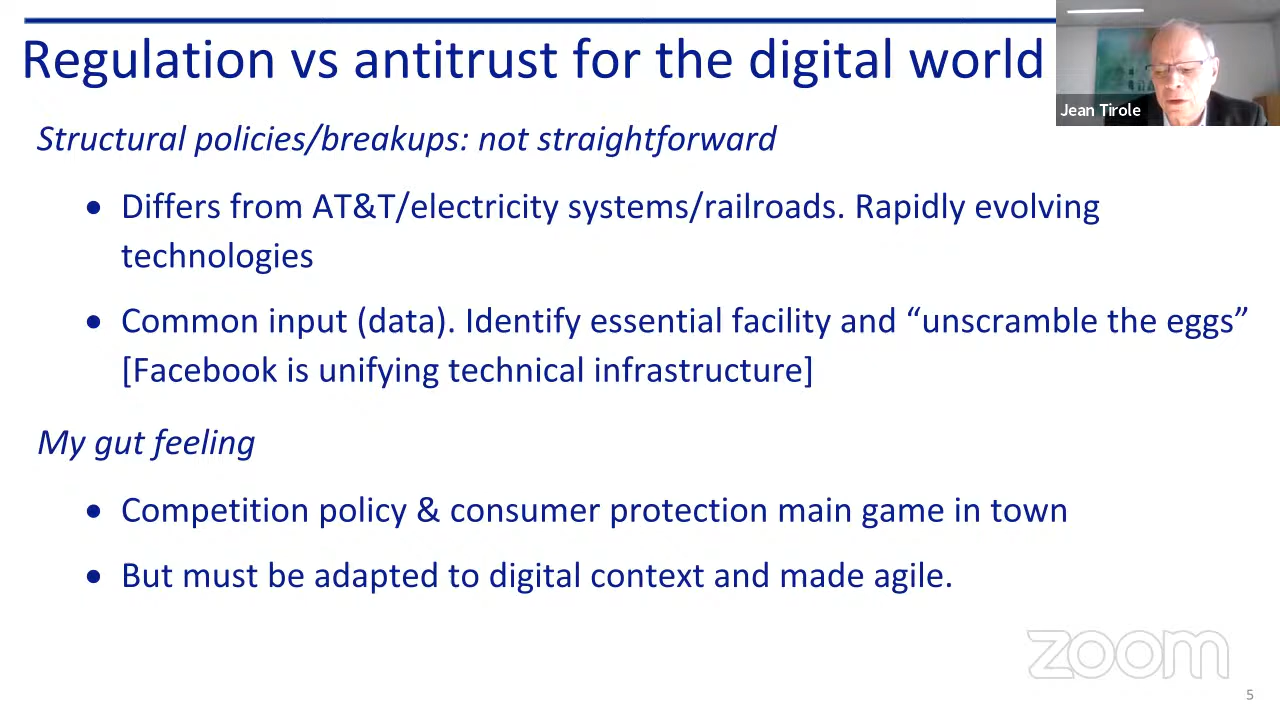 Regulation vs antitrust for the digital world
Jean Tirole
Structural policies/breakups: not straightforward
• Differs from AT&T/electricity systems/railroads. Rapidly evolving
technologies
• Common input (data). Identify essential facility and “unscramble the eggs”
[Facebook is unifying technical infrastructure]
My gut feeling
• Competition policy & consumer protection main game in town
• But must be adapted to digital context and made agile.
zoom
5